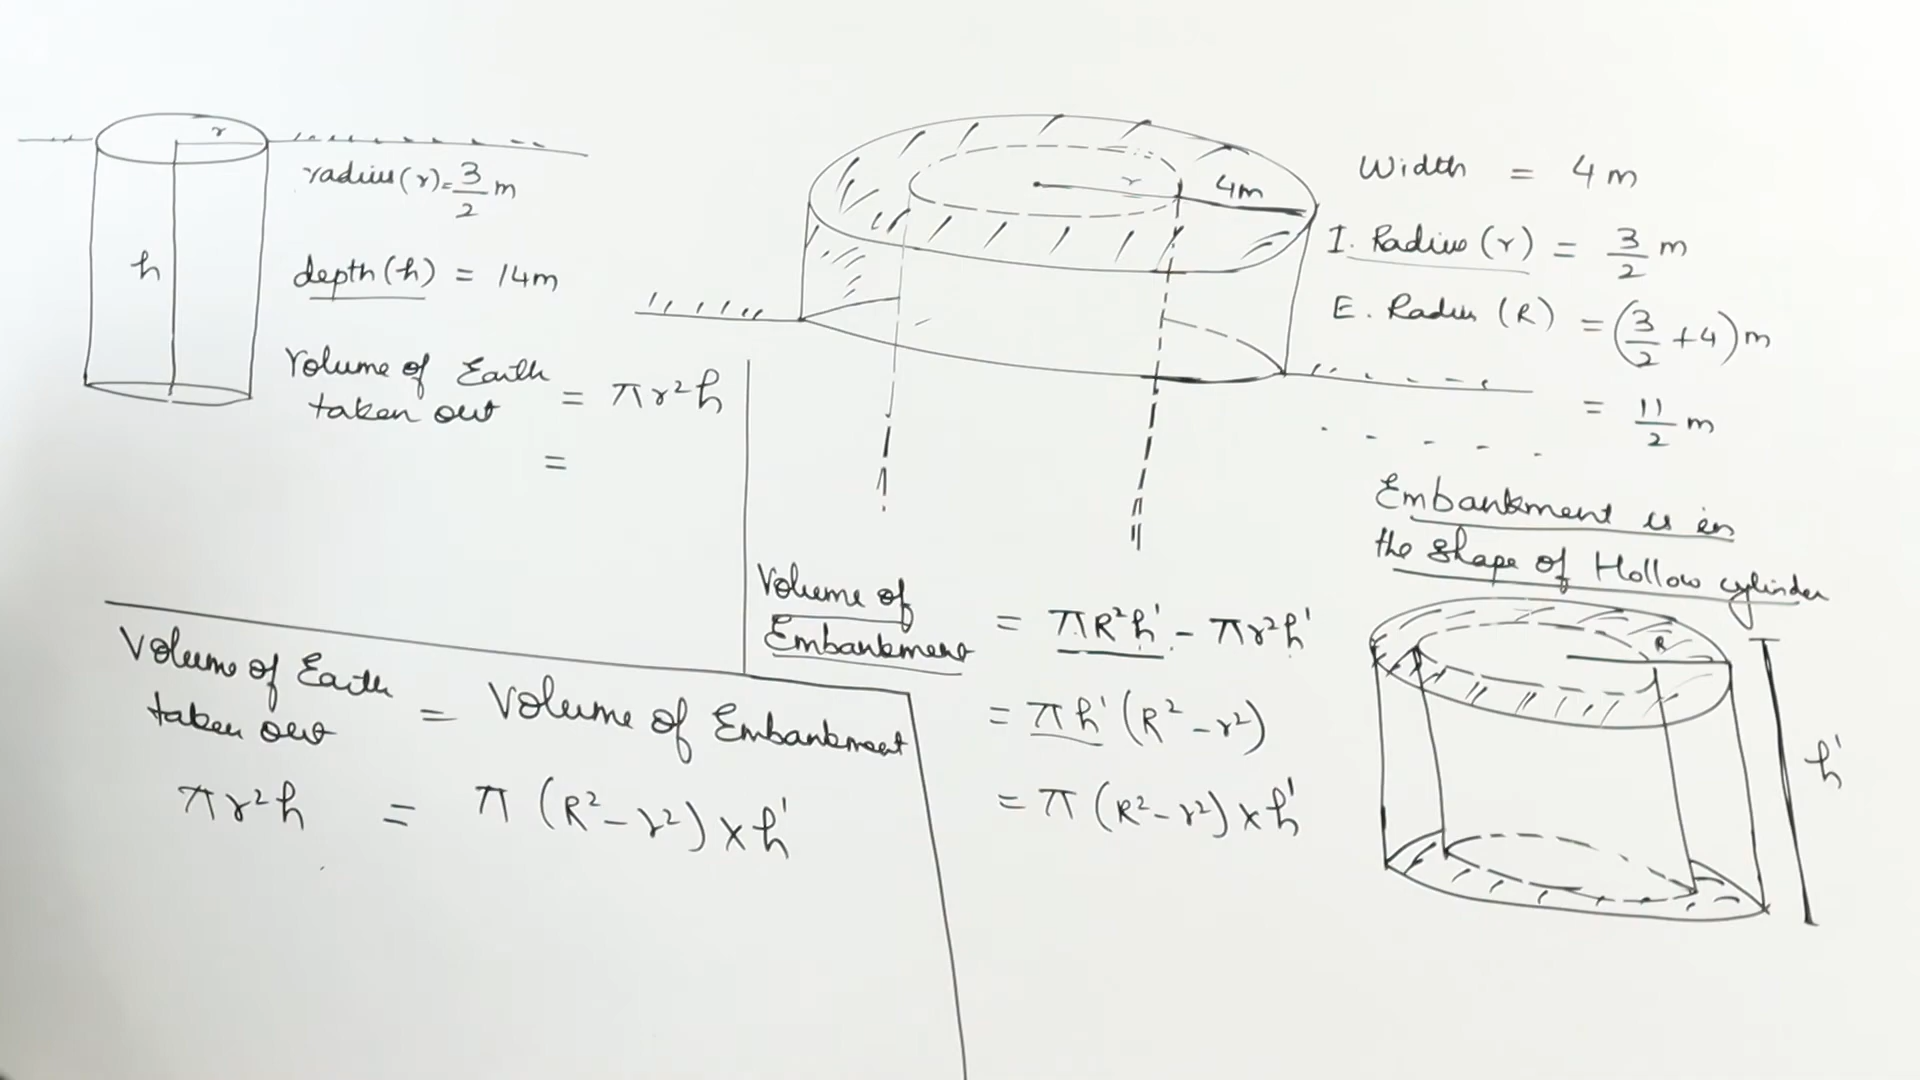 r
radius (r) = 3/2 m
h
depth (h) = 14m
Volume of Earth taken out = πr²h
=
r
4m
Width = 4 m
I. Radius (r) = 3/2 m
E. Radius (R) = (3/2 + 4) m
= 11/2 m
Embankment is in
the shape of Hollow cylinder
R
h'
Volume of Embankment = πR²h' - πr²h'
= πh' (R² - r²)
= π (R² - r²) × h'
Volume of Earth taken out = Volume of Embankment
πr²h = π (R² - r²) × h'